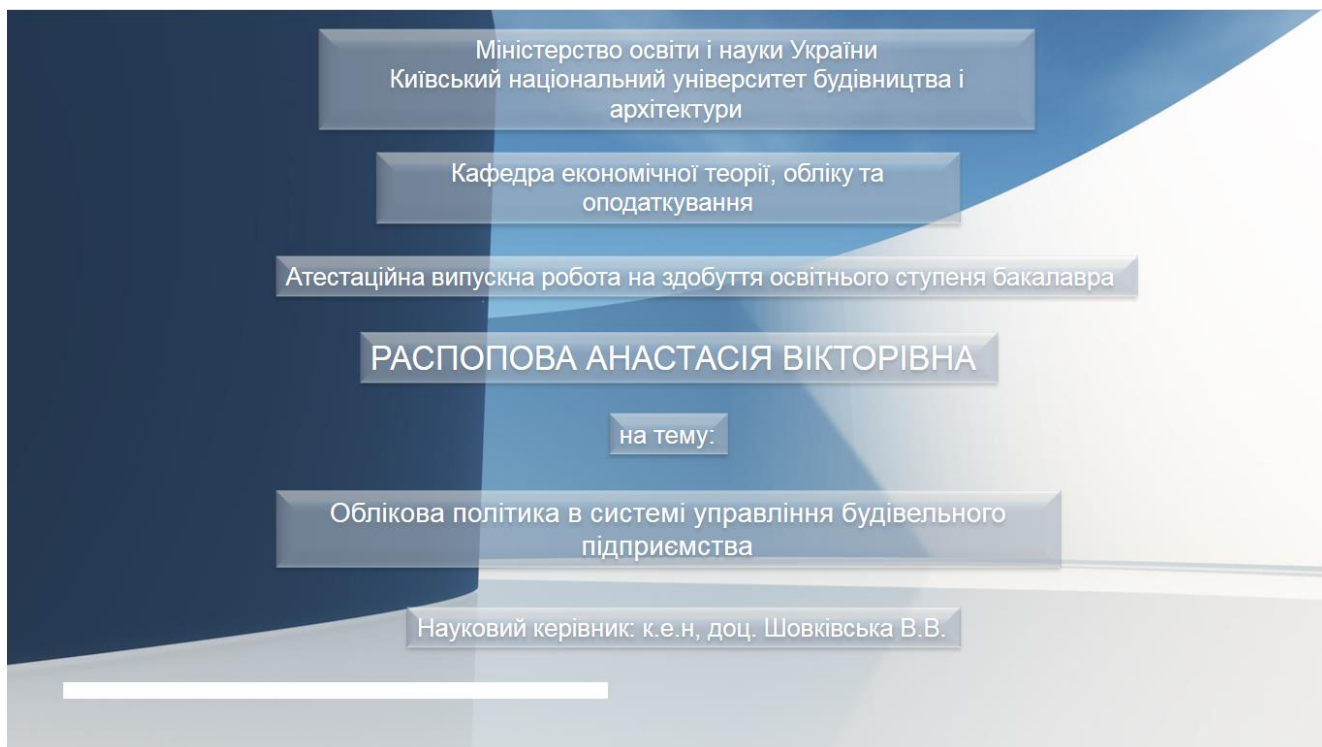 Міністерство освіти і науки України
Київський національний університет будівництва і
архітектури
Кафедра економічної теорії, обліку та
оподаткування
Атестаційна випускна робота на здобуття освітнього ступеня бакалавра
РАСПОПОВА АНАСТАСІЯ ВІКТОРІВНА
на тему:
Облікова політика в системі управління будівельного
підприємства
Науковий керівник: к.е.н, доц. Шовківська В.В.